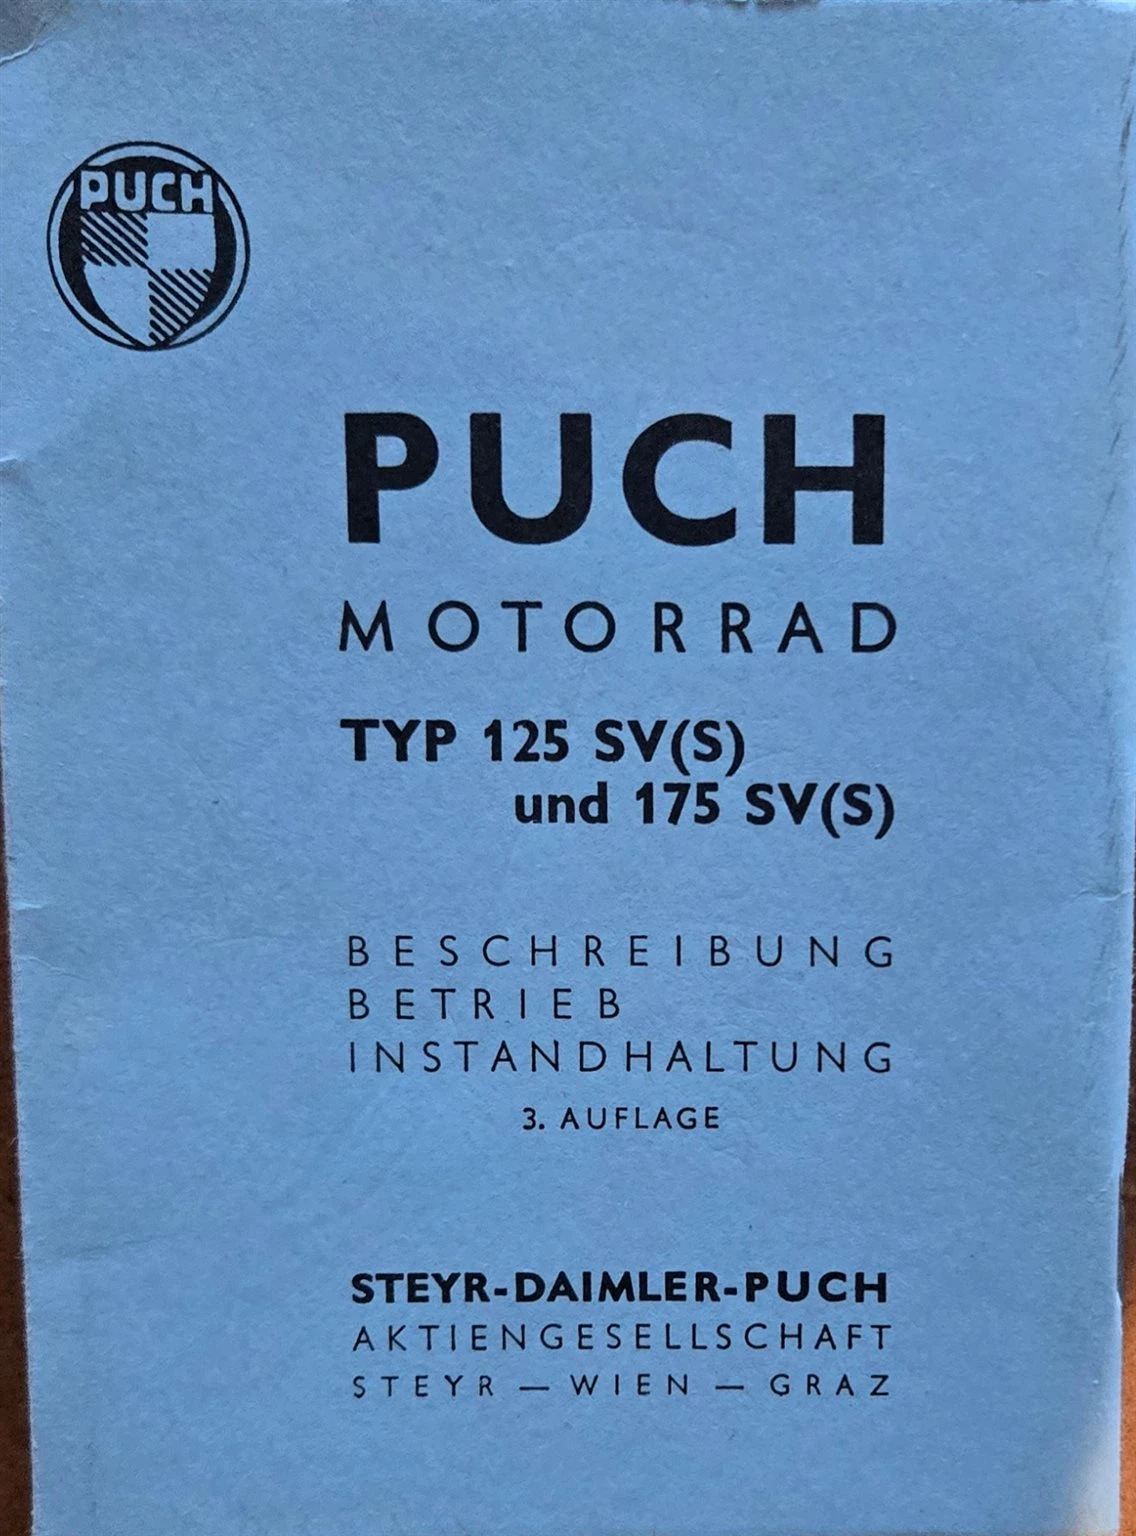 PUCH
PUCH
MOTORRAD
TYP 125 SV(S)
und 175 SV(S)
BESCHREIBUNG
BETRIEB
INSTANDHALTUNG
3. AUFLAGE
STEYR-DAIMLER-PUCH
AKTIENGESELLSCHAFT
STEYR — WIEN — GRAZ